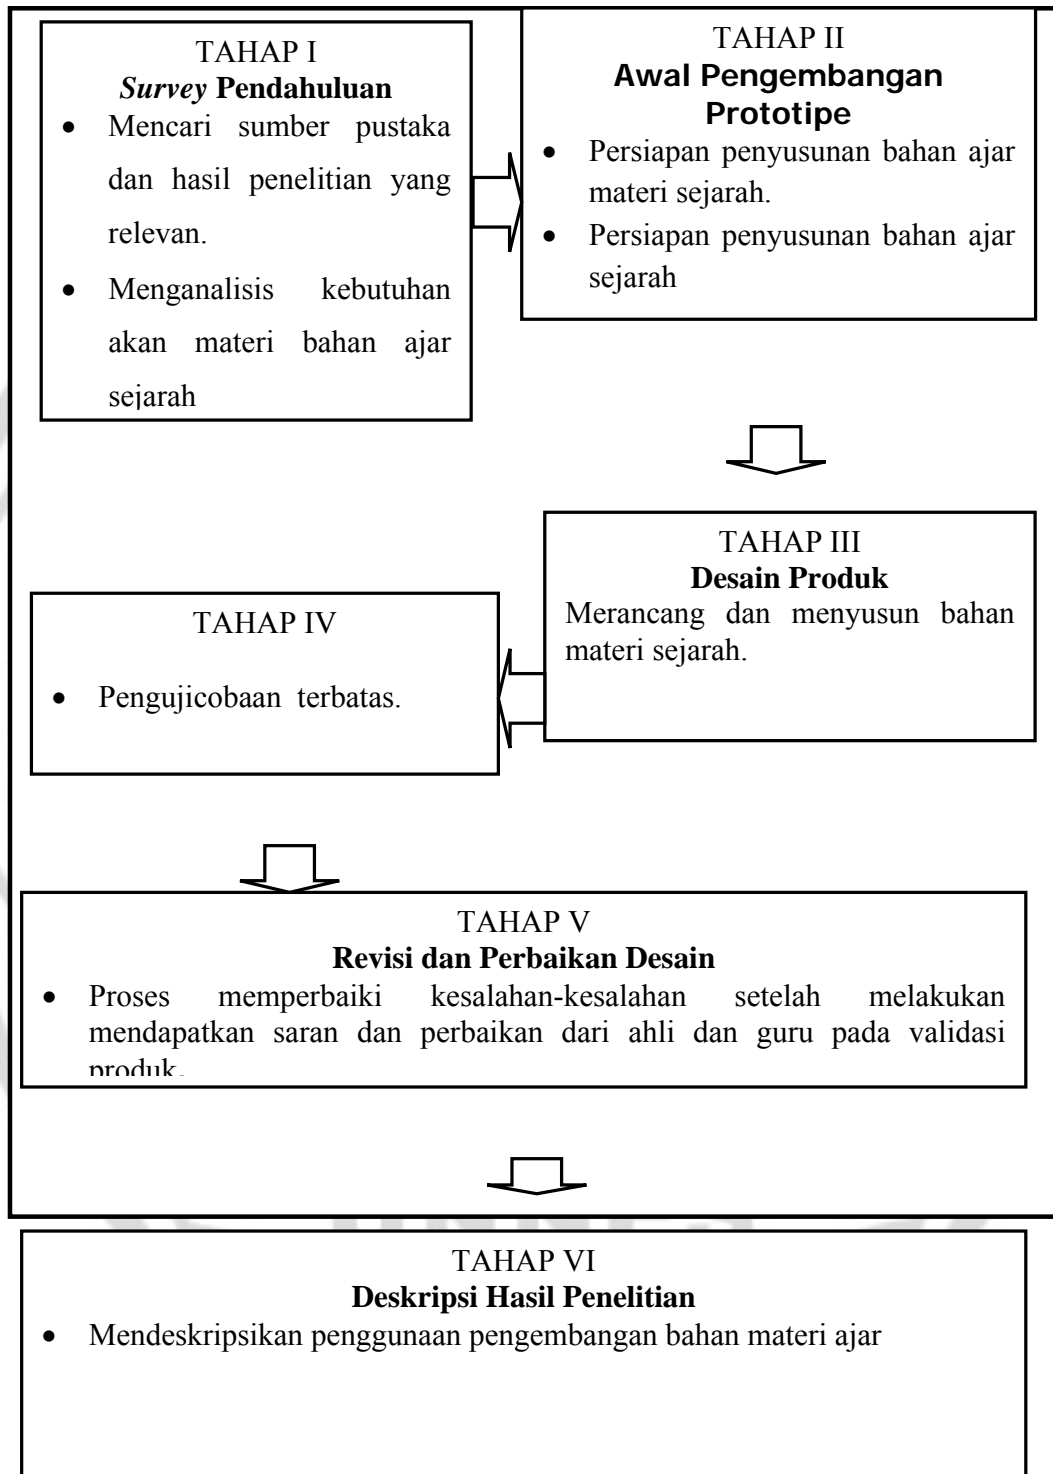 TAHAP I
Survey Pendahuluan
• Mencari sumber pustaka
dan hasil penelitian yang
relevan.
• Menganalisis kebutuhan
akan materi bahan ajar
sejarah
TAHAP II
Awal Pengembangan
Prototipe
• Persiapan penyusunan bahan ajar
materi sejarah.
• Persiapan penyusunan bahan ajar
sejarah
TAHAP III
Desain Produk
Merancang dan menyusun bahan
materi sejarah.
TAHAP IV
• Pengujicobaan terbatas.
TAHAP V
Revisi dan Perbaikan Desain
• Proses memperbaiki kesalahan-kesalahan setelah melakukan
mendapatkan saran dan perbaikan dari ahli dan guru pada validasi
produk.
UNNES
TAHAP VI
Deskripsi Hasil Penelitian
• Mendeskripsikan penggunaan pengembangan bahan materi ajar